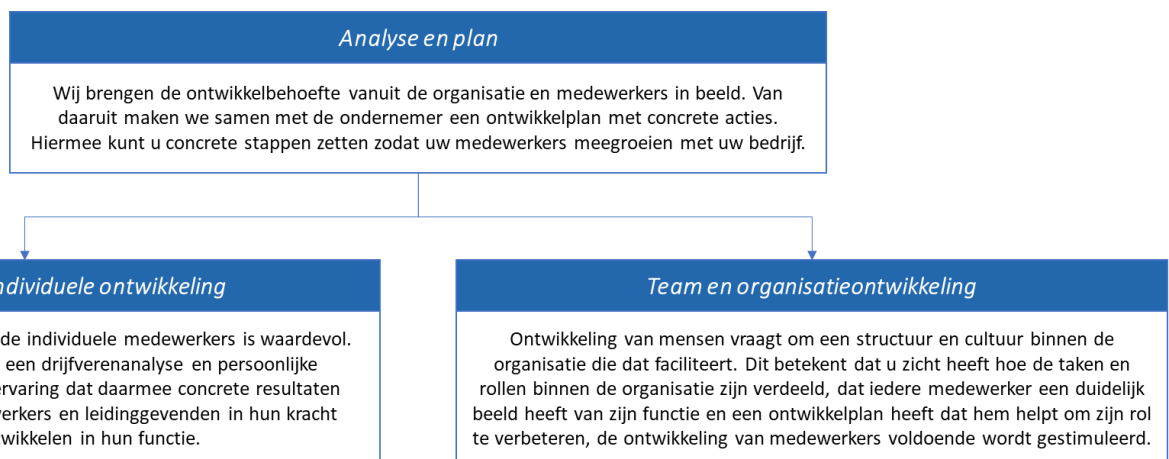 Analyse en plan
Wij brengen de ontwikkelbehoefte vanuit de organisatie en medewerkers in beeld. Van
daaruit maken we samen met de ondernemer een ontwikkelplan met concrete acties.
Hiermee kunt u concrete stappen zetten zodat uw medewerkers meegroeien met uw bedrijf.
ndividuele ontwikkeling
de individuele medewerkers is waardevol.
een drijfverenanalyse en persoonlijke
ervaring dat daarmee concrete resultaten
werkers en leidinggevenden in hun kracht
wikkelen in hun functie.
Team en organisatieontwikkeling
Ontwikkeling van mensen vraagt om een structuur en cultuur binnen de
organisatie die dat faciliteert. Dit betekent dat u zicht heeft hoe de taken en
rollen binnen de organisatie zijn verdeeld, dat iedere medewerker een duidelijk
beeld heeft van zijn functie en een ontwikkelplan heeft dat hem helpt om zijn rol
te verbeteren, de ontwikkeling van medewerkers voldoende wordt gestimuleerd.